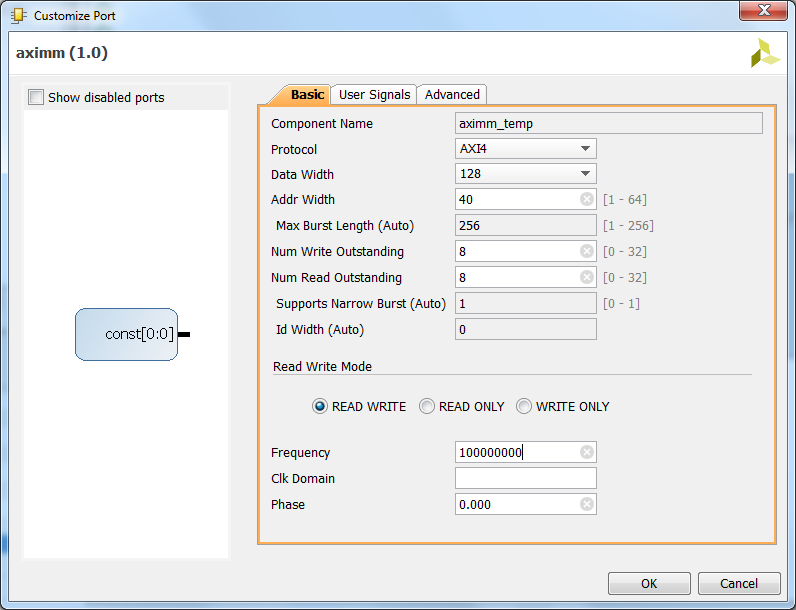 Customize Port
aximm (1.0)
Show disabled ports
const[0:0]
Basic User Signals Advanced
Component Name aximm_temp
Protocol AXI4
Data Width 128
Addr Width 40 [1 - 64]
Max Burst Length (Auto) 256 [1 - 256]
Num Write Outstanding 8 [0 - 32]
Num Read Outstanding 8 [0 - 32]
Supports Narrow Burst (Auto) 1 [0 - 1]
Id Width (Auto) 0
Read Write Mode
READ WRITE READ ONLY WRITE ONLY
Frequency 100000000
Clk Domain
Phase 0.000
OK Cancel